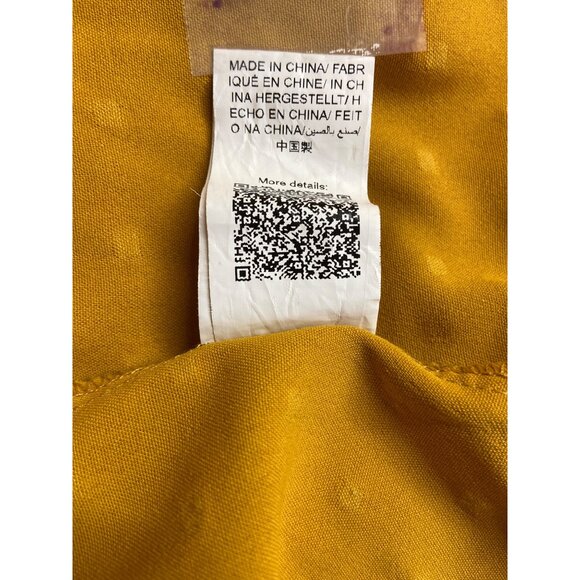 MADE IN CHINA/ FABR
IQUÉ EN CHINE/ IN CH
INA HERGESTELLT/ H
ECHO EN CHINA/ FEIT
O NA CHINA/صنع بالصين/
中国製
More details: